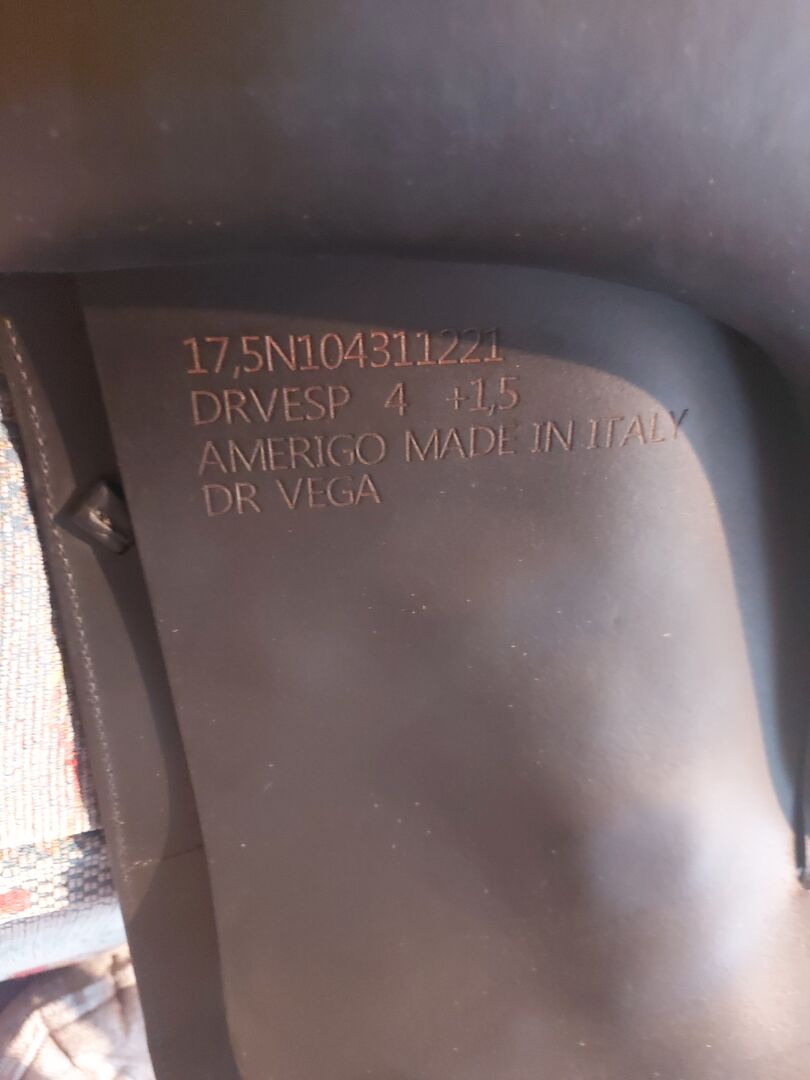 17,5N104311221
DRVESP 4 +1,5
AMERIGO MADE IN ITALY
DR VEGA